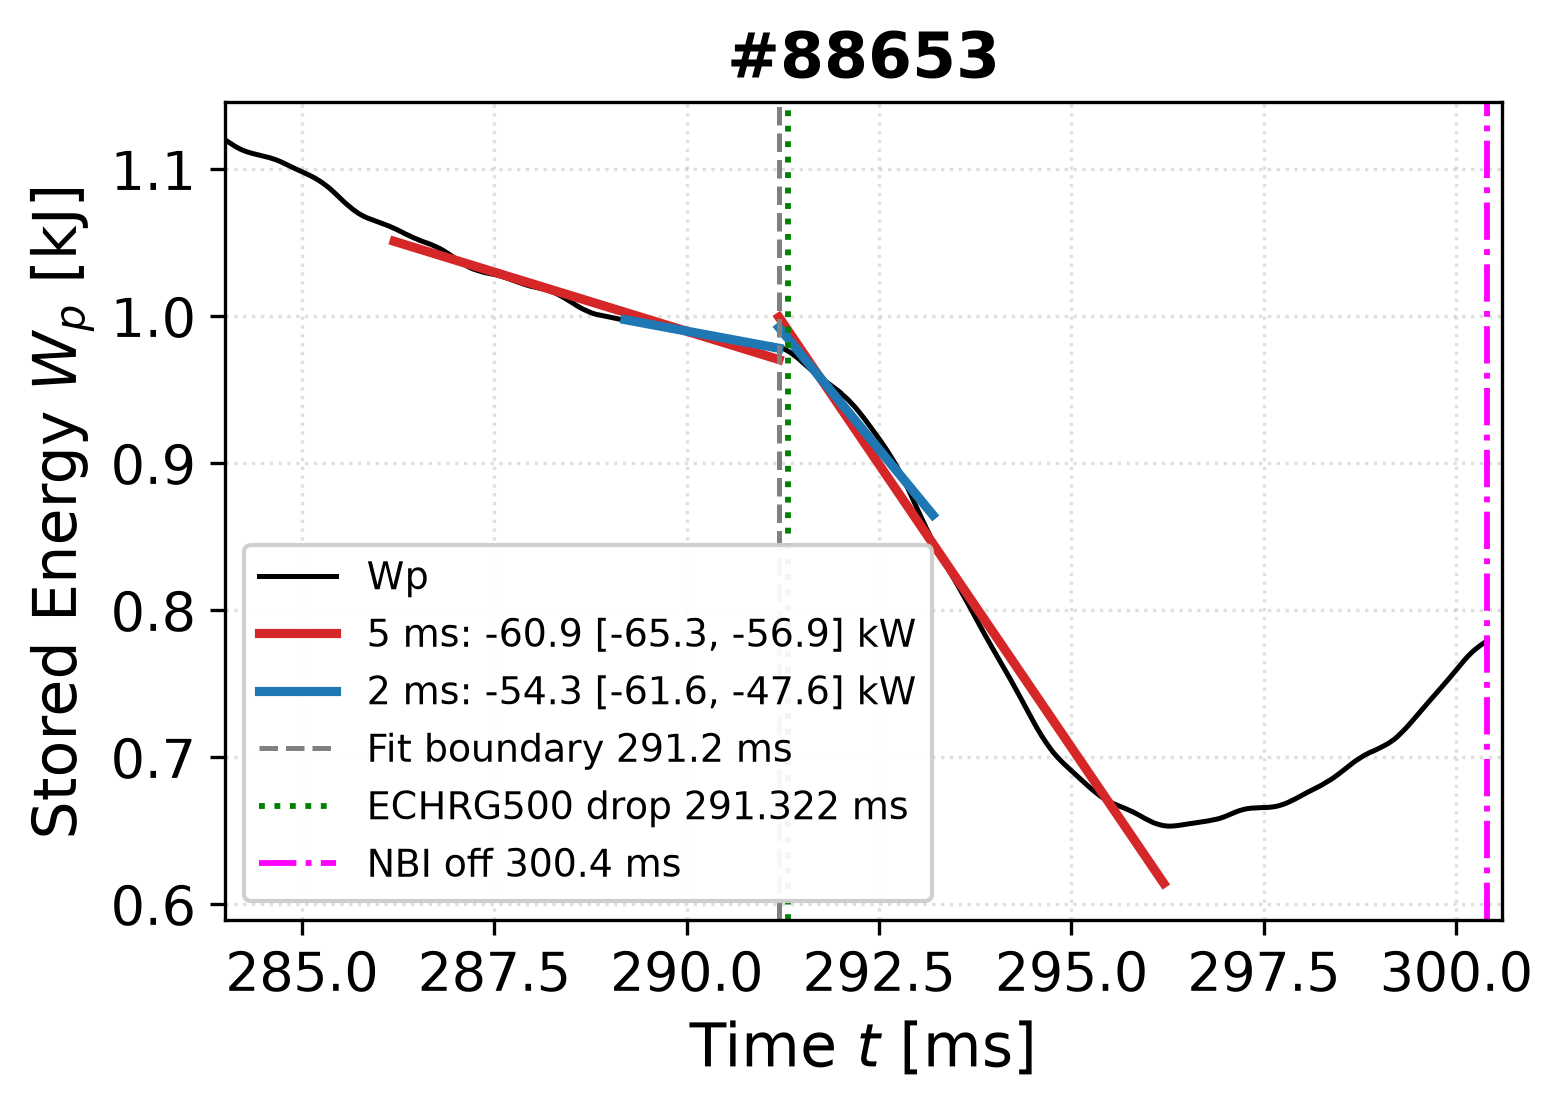 #88653
Stored Energy Wp [kJ]
1.1
1.0
0.9
0.8
0.7
0.6
Wp
5 ms: -60.9 [-65.3, -56.9] kW
2 ms: -54.3 [-61.6, -47.6] kW
Fit boundary 291.2 ms
ECHRG500 drop 291.322 ms
NBI off 300.4 ms
285.0 287.5 290.0 292.5 295.0 297.5 300.0
Time t [ms]